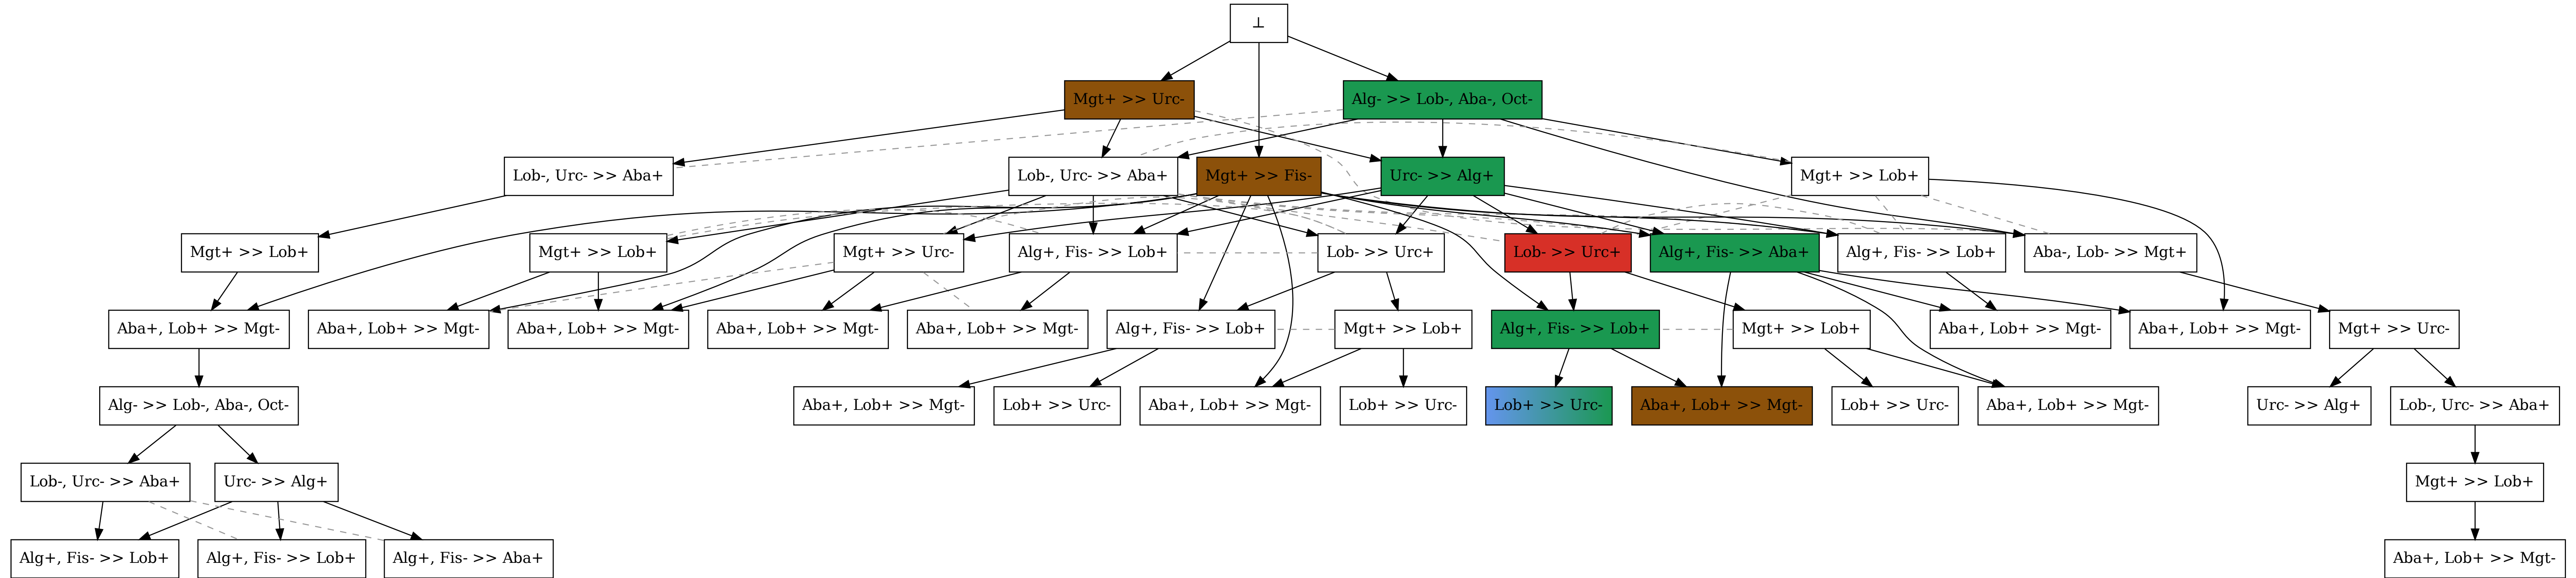 ⊥
Mgt+ >> Urc-
Alg- >> Lob-, Aba-, Oct-
Lob-, Urc- >> Aba+
Lob-, Urc- >> Aba+
Mgt+ >> Fis-
Urc- >> Alg+
Mgt+ >> Lob+
Mgt+ >> Lob+
Mgt+ >> Lob+
Mgt+ >> Urc-
Alg+, Fis- >> Lob+
Lob- >> Urc+
Lob- >> Urc+
Alg+, Fis- >> Aba+
Alg+, Fis- >> Lob+
Aba-, Lob- >> Mgt+
Aba+, Lob+ >> Mgt-
Aba+, Lob+ >> Mgt-
Aba+, Lob+ >> Mgt-
Aba+, Lob+ >> Mgt-
Aba+, Lob+ >> Mgt-
Alg+, Fis- >> Lob+
Mgt+ >> Lob+
Alg+, Fis- >> Lob+
Mgt+ >> Lob+
Aba+, Lob+ >> Mgt-
Aba+, Lob+ >> Mgt-
Mgt+ >> Urc-
Alg- >> Lob-, Aba-, Oct-
Aba+, Lob+ >> Mgt-
Lob+ >> Urc-
Aba+, Lob+ >> Mgt-
Lob+ >> Urc-
Lob+ >> Urc-
Aba+, Lob+ >> Mgt-
Lob+ >> Urc-
Aba+, Lob+ >> Mgt-
Urc- >> Alg+
Lob-, Urc- >> Aba+
Lob-, Urc- >> Aba+
Urc- >> Alg+
Mgt+ >> Lob+
Alg+, Fis- >> Lob+
Alg+, Fis- >> Lob+
Alg+, Fis- >> Aba+
Aba+, Lob+ >> Mgt-